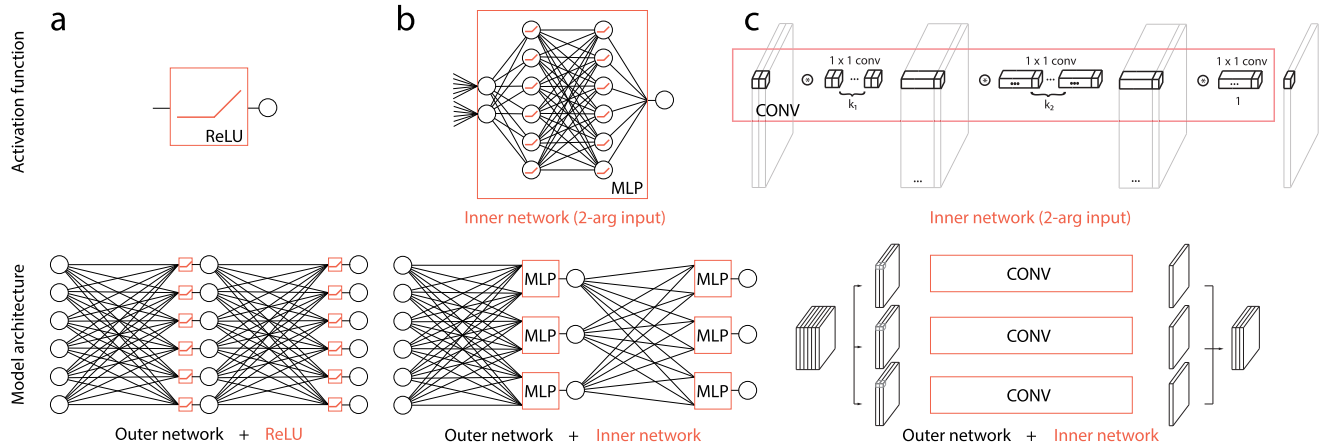 a
b
c
Activation function
ReLU
MLP
Inner network (2-arg input)
1 x 1 conv
1 x 1 conv
1 x 1 conv
...
...
...
...
...
k1
k2
1
CONV
...
...
Inner network (2-arg input)
Model architecture
MLP
MLP
MLP
MLP
MLP
MLP
CONV
CONV
CONV
Outer network + ReLU
Outer network + Inner network
Outer network + Inner network